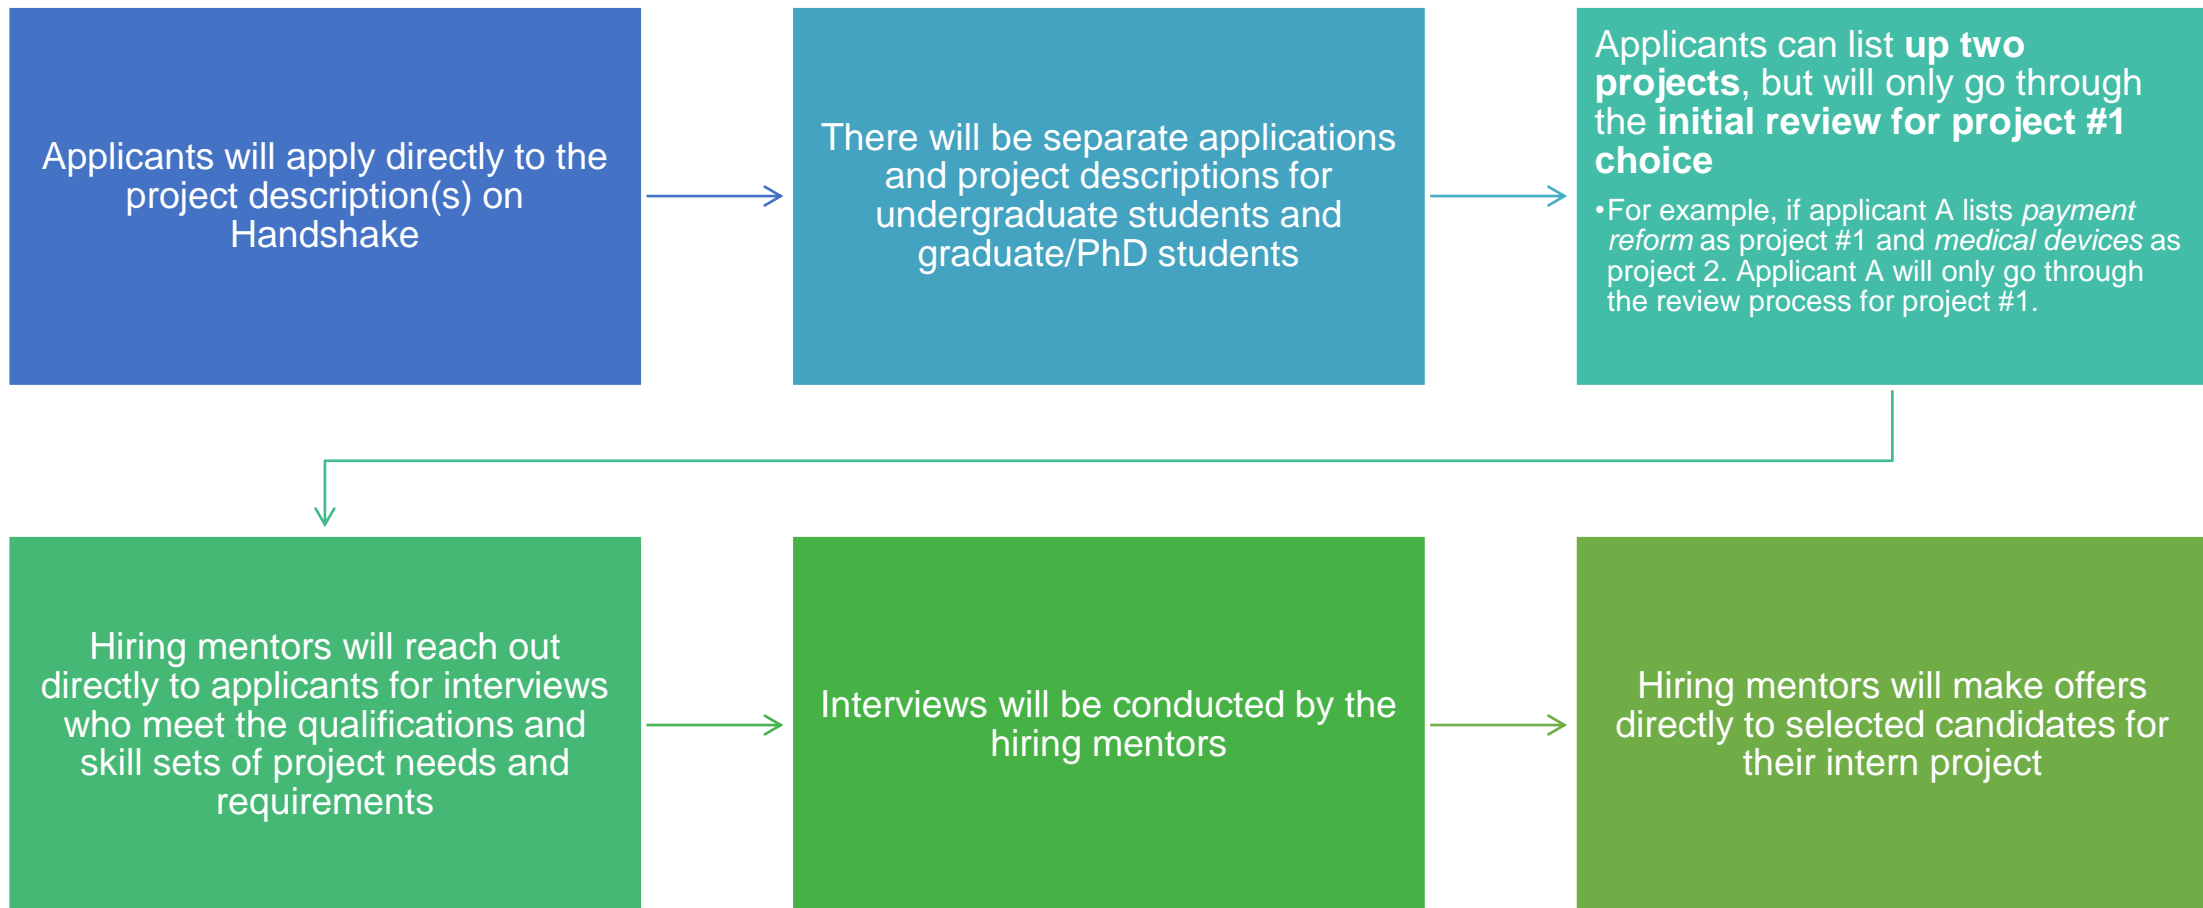 Applicants will apply directly to the
project description(s) on
Handshake
There will be separate applications
and project descriptions for
undergraduate students and
graduate/PhD students
Applicants can list up two
projects, but will only go through
the initial review for project #1
choice
•For example, if applicant A lists payment
reform as project #1 and medical devices as
project 2. Applicant A will only go through
the review process for project #1.
Hiring mentors will reach out
directly to applicants for interviews
who meet the qualifications and
skill sets of project needs and
requirements
Interviews will be conducted by the
hiring mentors
Hiring mentors will make offers
directly to selected candidates for
their intern project